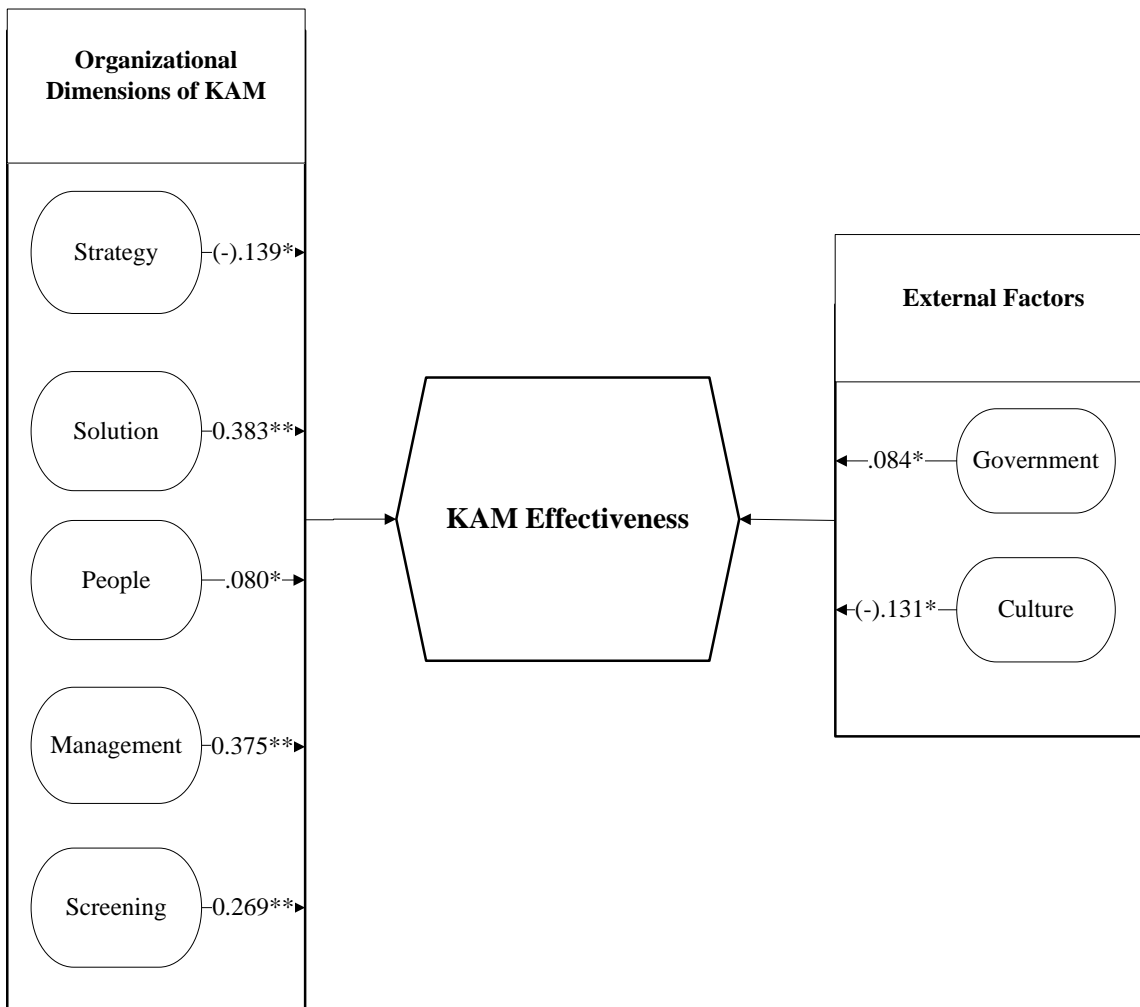 Organizational
Dimensions of KAM
Strategy
(-).139*
Solution
0.383**
People
.080*
Management
0.375**
Screening
0.269**
KAM Effectiveness
External Factors
.084*
Government
(-).131*
Culture